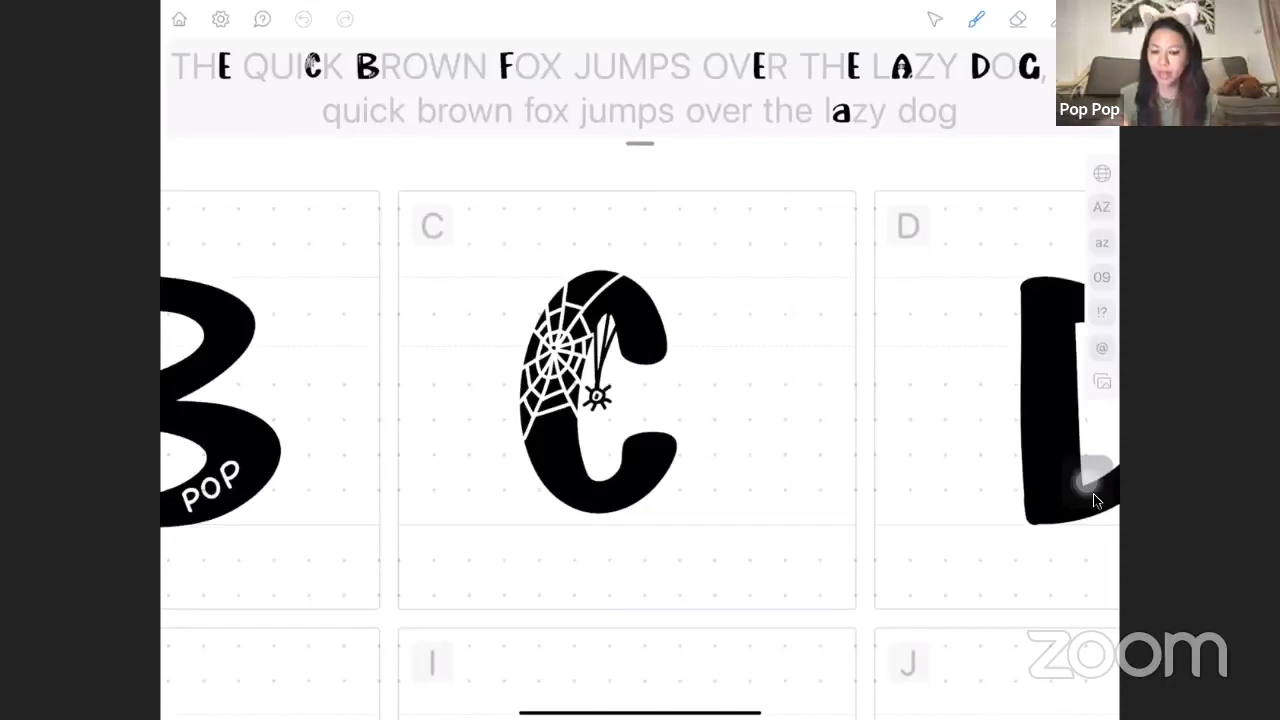 THE QUICK BROWN FOX JUMPS OVER THE LAZY DOG,
quick brown fox jumps over the lazy dog
Pop Pop
AZ
az
09
!?
@
C
D
B
POP
C
I
J
zoom